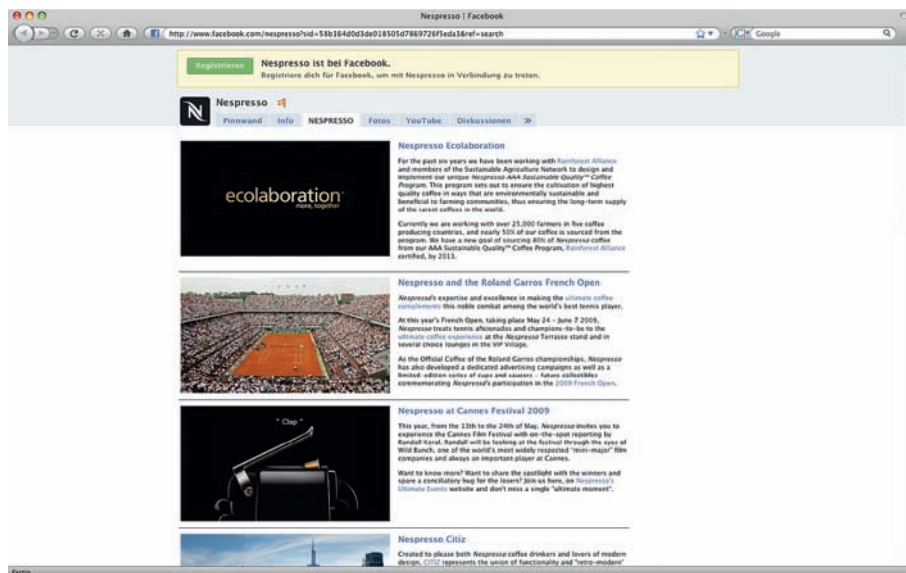 Nespresso | Facebook
http://www.facebook.com/nespresso?sid=58b364d0d3de018505d7869726f5eda3&ref=search
Google
Registrieren
Nespresso ist bei Facebook.
Registriere dich für Facebook, um mit Nespresso in Verbindung zu treten.
Nespresso
Pinnwand Info NESPRESSO Fotos YouTube Diskussionen
Nespresso Ecolaboration
ecolaboration
more, together
For the past six years we have been working with Rainforest Alliance
and members of the Sustainable Agriculture Network to design and
implement our unique Nespresso AAA Sustainable Quality™ Coffee
Program. This program sets out to ensure the cultivation of highest
quality coffee in ways that are environmentally sustainable and
beneficial to farming communities, thus ensuring the long-term supply
of the rarest coffees in the world.
Currently we are working with over 25,000 farmers in five coffee
producing countries, and nearly 50% of our coffee is sourced from the
program. We have a new goal of sourcing 80% of Nespresso coffee
from our AAA Sustainable Quality™ Coffee Program, Rainforest Alliance
certified, by 2013.
Nespresso and the Roland Garros French Open
Nespresso's expertise and excellence in making the ultimate coffee
complements this noble combat among the world's best tennis player.
At this year's French Open, taking place May 24 - June 7 2009,
Nespresso treats tennis aficionados and champions-to-be to the
ultimate coffee experience at the Nespresso Terrasse stand and in
several choice lounges in the VIP Village.
As the Official Coffee of the Roland Garros championships, Nespresso
has also developed a dedicated advertising campaigns as well as a
limited-edition series of cups and saucers - future collectibles
commemorating Nespresso's participation in the 2009 French Open.
Nespresso at Cannes Festival 2009
" Clap "
This year, from the 13th to the 24th of May, Nespresso invites you to
experience the Cannes Film Festival with on-the-spot reporting by
Randall Koral. Randall will be looking at the festival through the eyes of
Wild Bunch, one of the world's most widely respected "mini-major" film
companies and always an important player at Cannes.
Want to know more? Want to share the spotlight with the winners and
spare a conciliatory hug for the losers? Join us here, on Nespresso's
Ultimate Events website and don't miss a single "ultimate moment".
Nespresso Citiz
Created to please both Nespresso coffee drinkers and lovers of modern
design, CITIZ represents the union of functionality and "retro-modern"